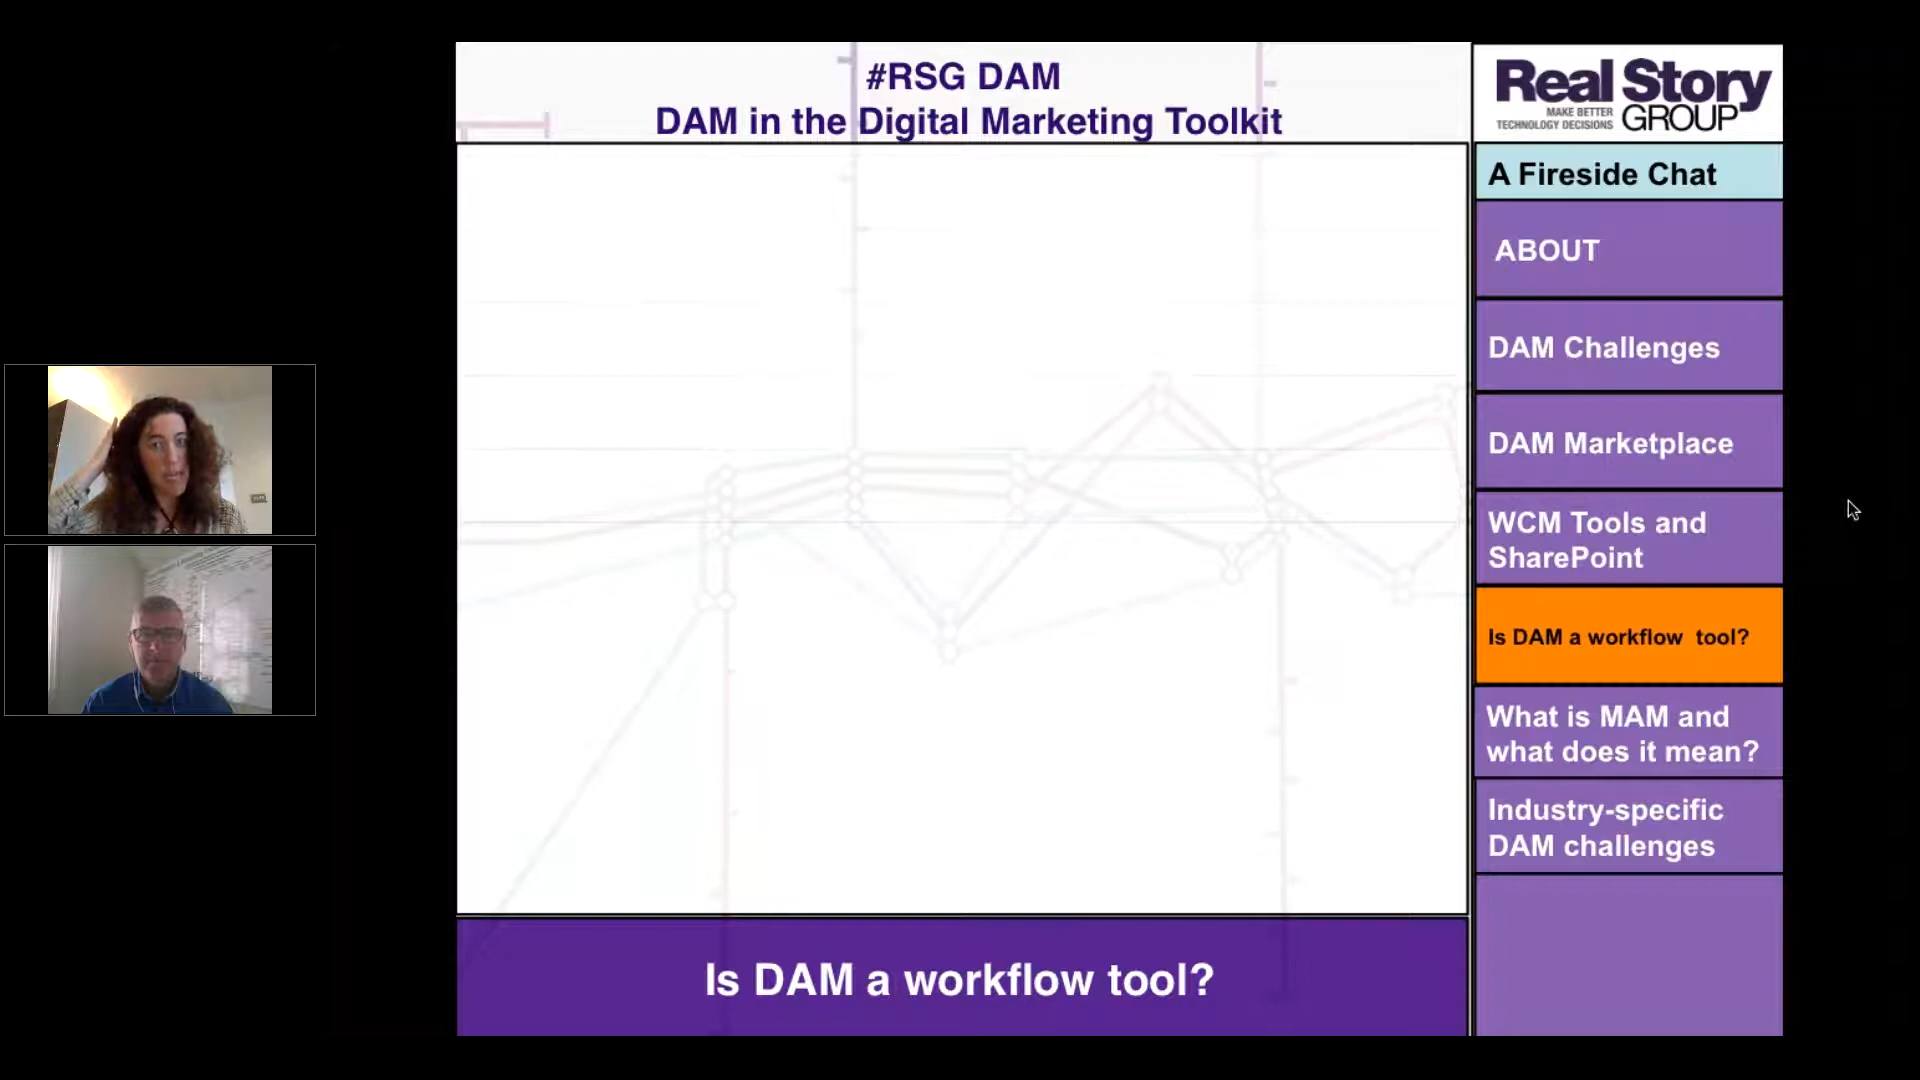 #RSG DAM
DAM in the Digital Marketing Toolkit
Real Story
MAKE BETTER
TECHNOLOGY DECISIONS
GROUP
A Fireside Chat
ABOUT
DAM Challenges
DAM Marketplace
WCM Tools and
SharePoint
Is DAM a workflow  tool?
What is MAM and
what does it mean?
Industry-specific
DAM challenges
Is DAM a workflow tool?